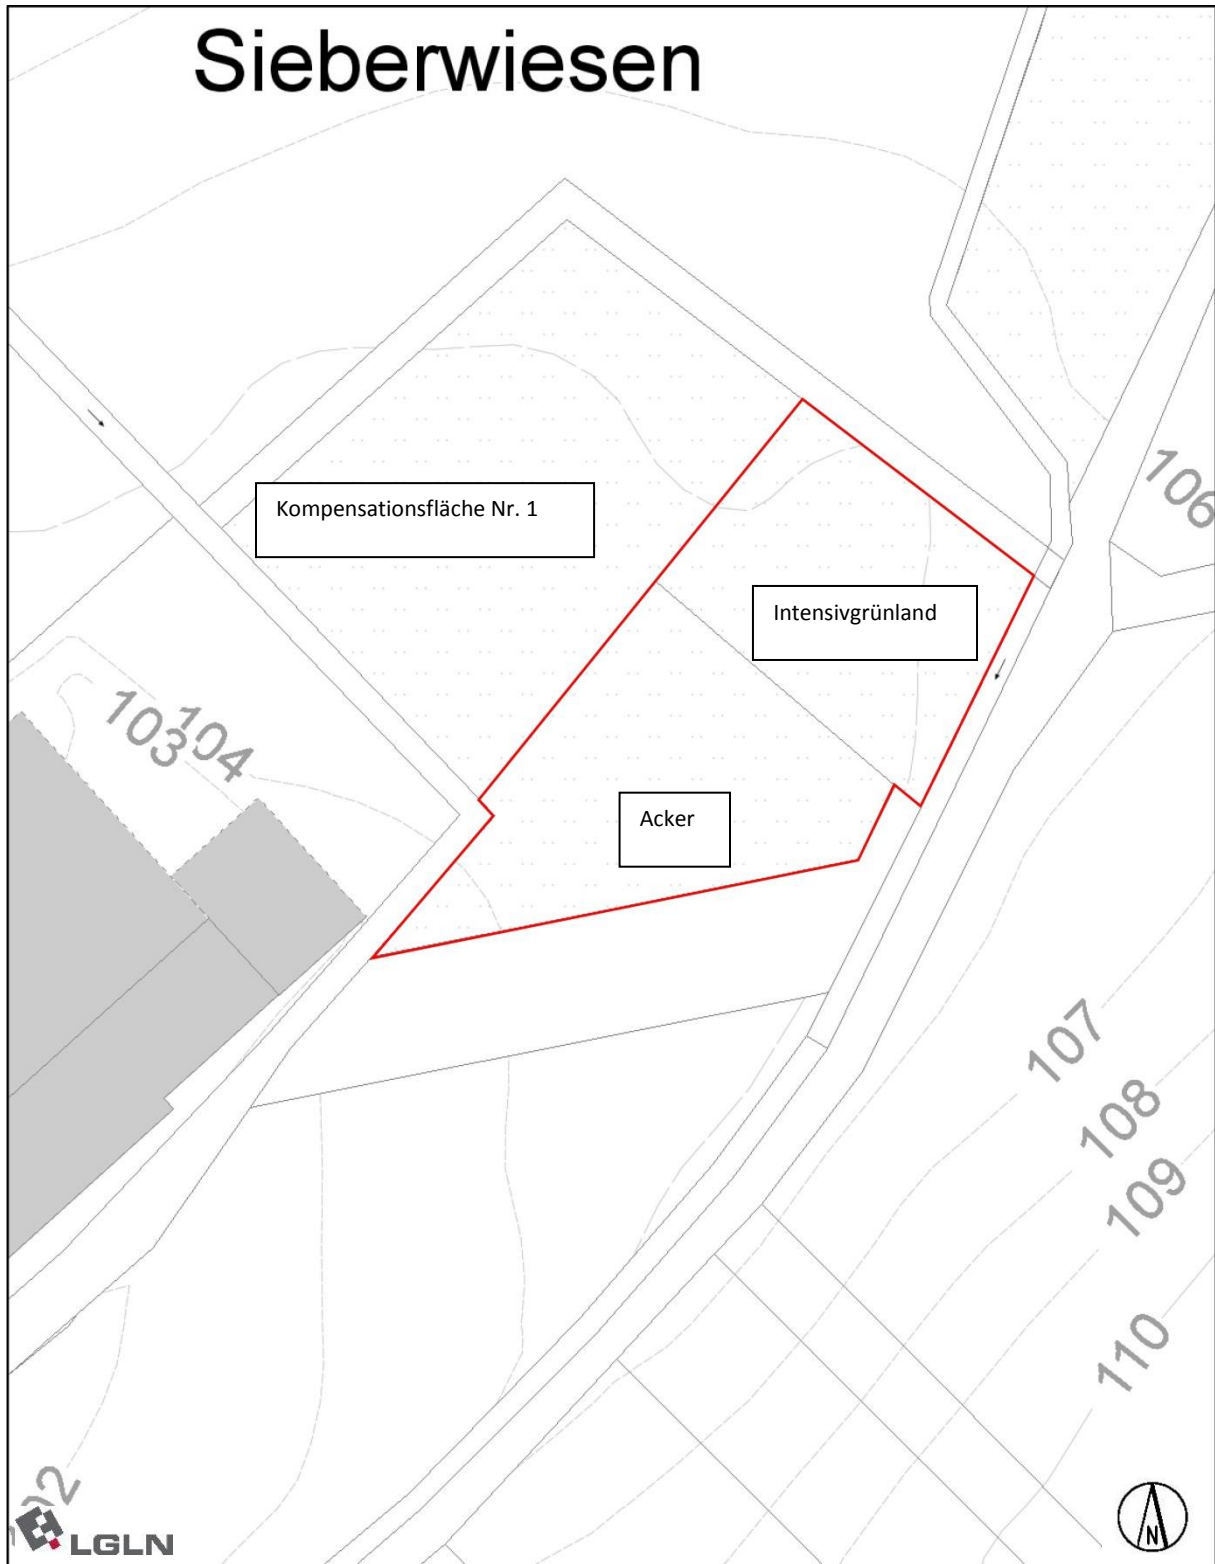 Sieberwiesen
106
Kompensationsfläche Nr. 1
Intensivgrünland
103
104
Acker
107
108
109
110
LGLN
N